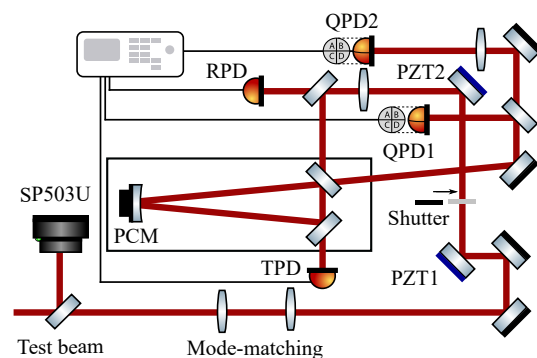 QPD2
A B
C D
RPD
PZT2
A B
C D
QPD1
SP503U
PCM
Shutter
TPD
PZT1
Test beam
Mode-matching